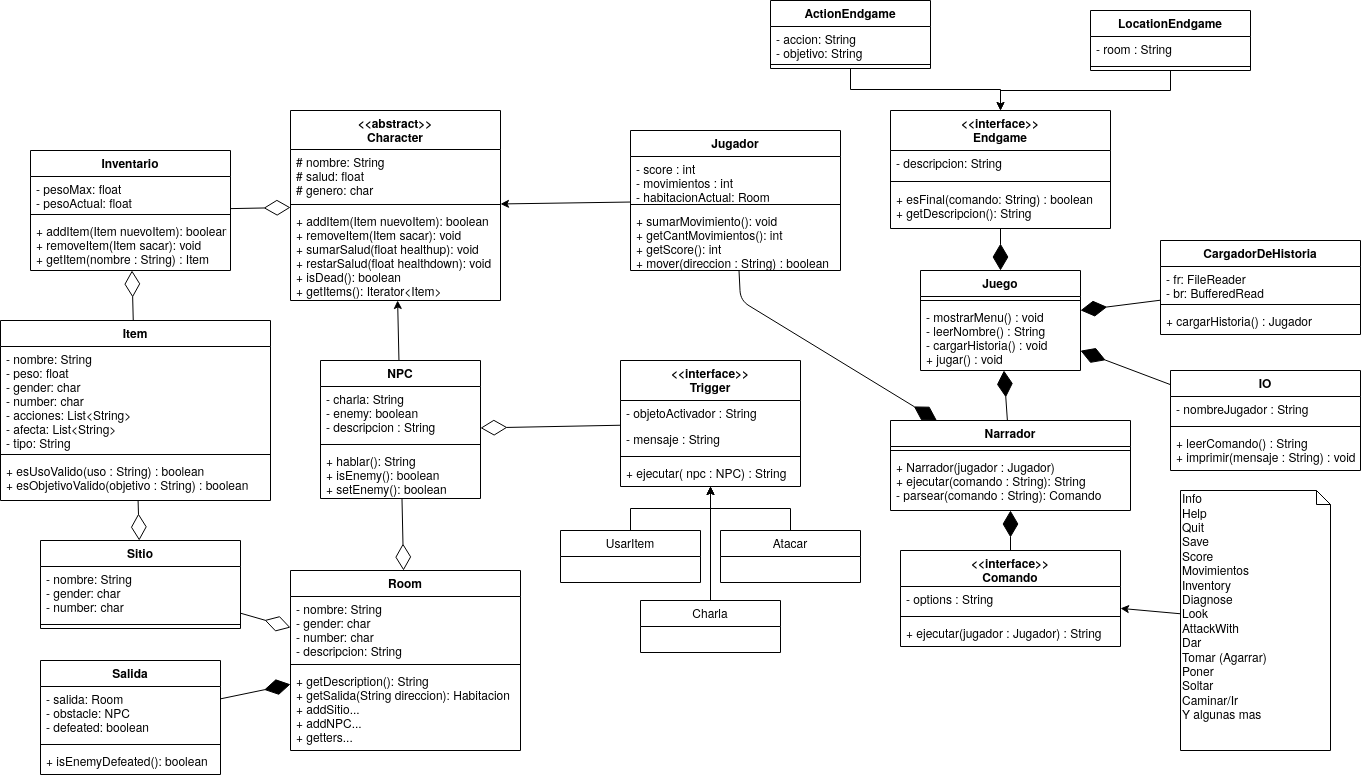 ActionEndgame
- accion: String
- objetivo: String
LocationEndgame
- room : String
<<abstract>>
Character
# nombre: String
# salud: float
# genero: char
+ addItem(Item nuevoItem): boolean
+ removeItem(Item sacar): void
+ sumarSalud(float healthup): void
+ restarSalud(float healthdown): void
+ isDead(): boolean
+ getItems(): Iterator<Item>
Jugador
- score : int
- movimientos : int
- habitacionActual: Room
+ sumarMovimiento(): void
+ getCantMovimientos(): int
+ getScore(): int
+ mover(direccion : String) : boolean
<<interface>>
Endgame
- descripcion: String
+ esFinal(comando: String) : boolean
+ getDescripcion(): String
Inventario
- pesoMax: float
- pesoActual: float
+ addItem(Item nuevoItem): boolear
+ removeItem(Item sacar): void
+ getItem(nombre : String) : Item
CargadorDeHistoria
- fr: FileReader
- br: BufferedRead
+ cargarHistoria() : Jugador
Juego
- mostrarMenu() : void
- leerNombre() : String
- cargarHistoria() : void
+ jugar() : void
Item
- nombre: String
- peso: float
- gender: char
- number: char
- acciones: List<String>
- afecta: List<String>
- tipo: String
+ esUsoValido(uso : String) : boolean
+ esObjetivoValido(objetivo : String) : boolean
NPC
- charla: String
- enemy: boolean
- descripcion : String
+ hablar(): String
+ isEnemy(): boolean
+ setEnemy(): boolean
<<interface>>
Trigger
- objetoActivador : String
- mensaje : String
+ ejecutar( npc : NPC) : String
IO
- nombreJugador : String
+ leerComando() : String
+ imprimir(mensaje : String) : void
Narrador
+ Narrador(jugador : Jugador)
+ ejecutar(comando : String): String
- parsear(comando : String): Comando
UsarItem
Atacar
Charla
<<interface>>
Comando
- options : String
+ ejecutar(jugador : Jugador) : String
Info
Help
Quit
Save
Score
Movimientos
Inventory
Diagnose
Look
AttackWith
Dar
Tomar (Agarrar)
Poner
Soltar
Caminar/Ir
Y algunas mas
Sitio
- nombre: String
- gender: char
- number: char
Room
- nombre: String
- gender: char
- number: char
- descripcion: String
+ getDescription(): String
+ getSalida(String direccion): Habitacion
+ addSitio...
+ addNPC...
+ getters...
Salida
- salida: Room
- obstacle: NPC
- defeated: boolean
+ isEnemyDefeated(): boolean